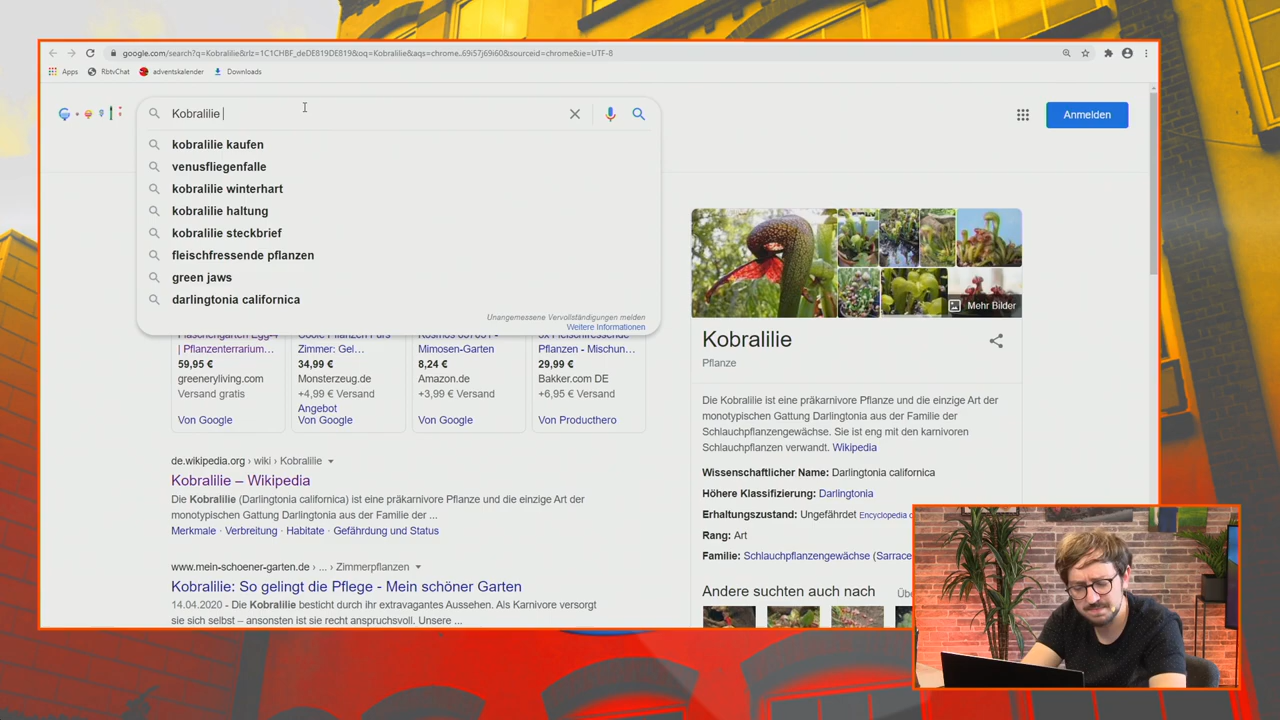 google.com/search?q=Kobralilie&rlz=1C1CHBF_deDE819DE819&oq=Kobralilie&aqs=chrome..69i57j69i60&sourceid=chrome&ie=UTF-8
Apps RbtvChat adventskalender Downloads
Kobralilie
Anmelden
kobralilie kaufen
venusfliegenfalle
kobralilie winterhart
kobralilie haltung
kobralilie steckbrief
fleischfressende pflanzen
green jaws
darlingtonia californica
Unangemessene Vervollständigungen melden
Weitere Informationen
| Pflanzenterrarium…
59,95 €
greeneryliving.com
Versand gratis
Von Google
Zimmer: Gel…
34,99 €
Monsterzeug.de
+4,99 € Versand
Angebot
Von Google
Mimosen-Garten
8,24 €
Amazon.de
+3,99 € Versand
Von Google
Pflanzen - Mischun…
29,99 €
Bakker.com DE
+6,95 € Versand
Von Producthero
de.wikipedia.org › wiki › Kobralilie
Kobralilie – Wikipedia
Die Kobralilie (Darlingtonia californica) ist eine präkarnivore Pflanze und die einzige Art der
monotypischen Gattung Darlingtonia aus der Familie der ...
Merkmale · Verbreitung · Habitate · Gefährdung und Status
www.mein-schoener-garten.de › ... › Zimmerpflanzen
Kobralilie: So gelingt die Pflege - Mein schöner Garten
14.04.2020 - Die Kobralilie besticht durch ihr extravagantes Aussehen. Als Karnivore versorgt
sie sich selbst – ansonsten ist sie recht anspruchsvoll. Unsere ...
Mehr Bilder
Kobralilie
Pflanze
Die Kobralilie ist eine präkarnivore Pflanze und die einzige Art der
monotypischen Gattung Darlingtonia aus der Familie der
Schlauchpflanzengewächse. Sie ist eng mit den karnivoren
Schlauchpflanzen verwandt. Wikipedia
Wissenschaftlicher Name: Darlingtonia californica
Höhere Klassifizierung: Darlingtonia
Erhaltungszustand: Ungefährdet Encyclopedia
Rang: Art
Familie: Schlauchpflanzengewächse (Sarrace
Andere suchten auch nach